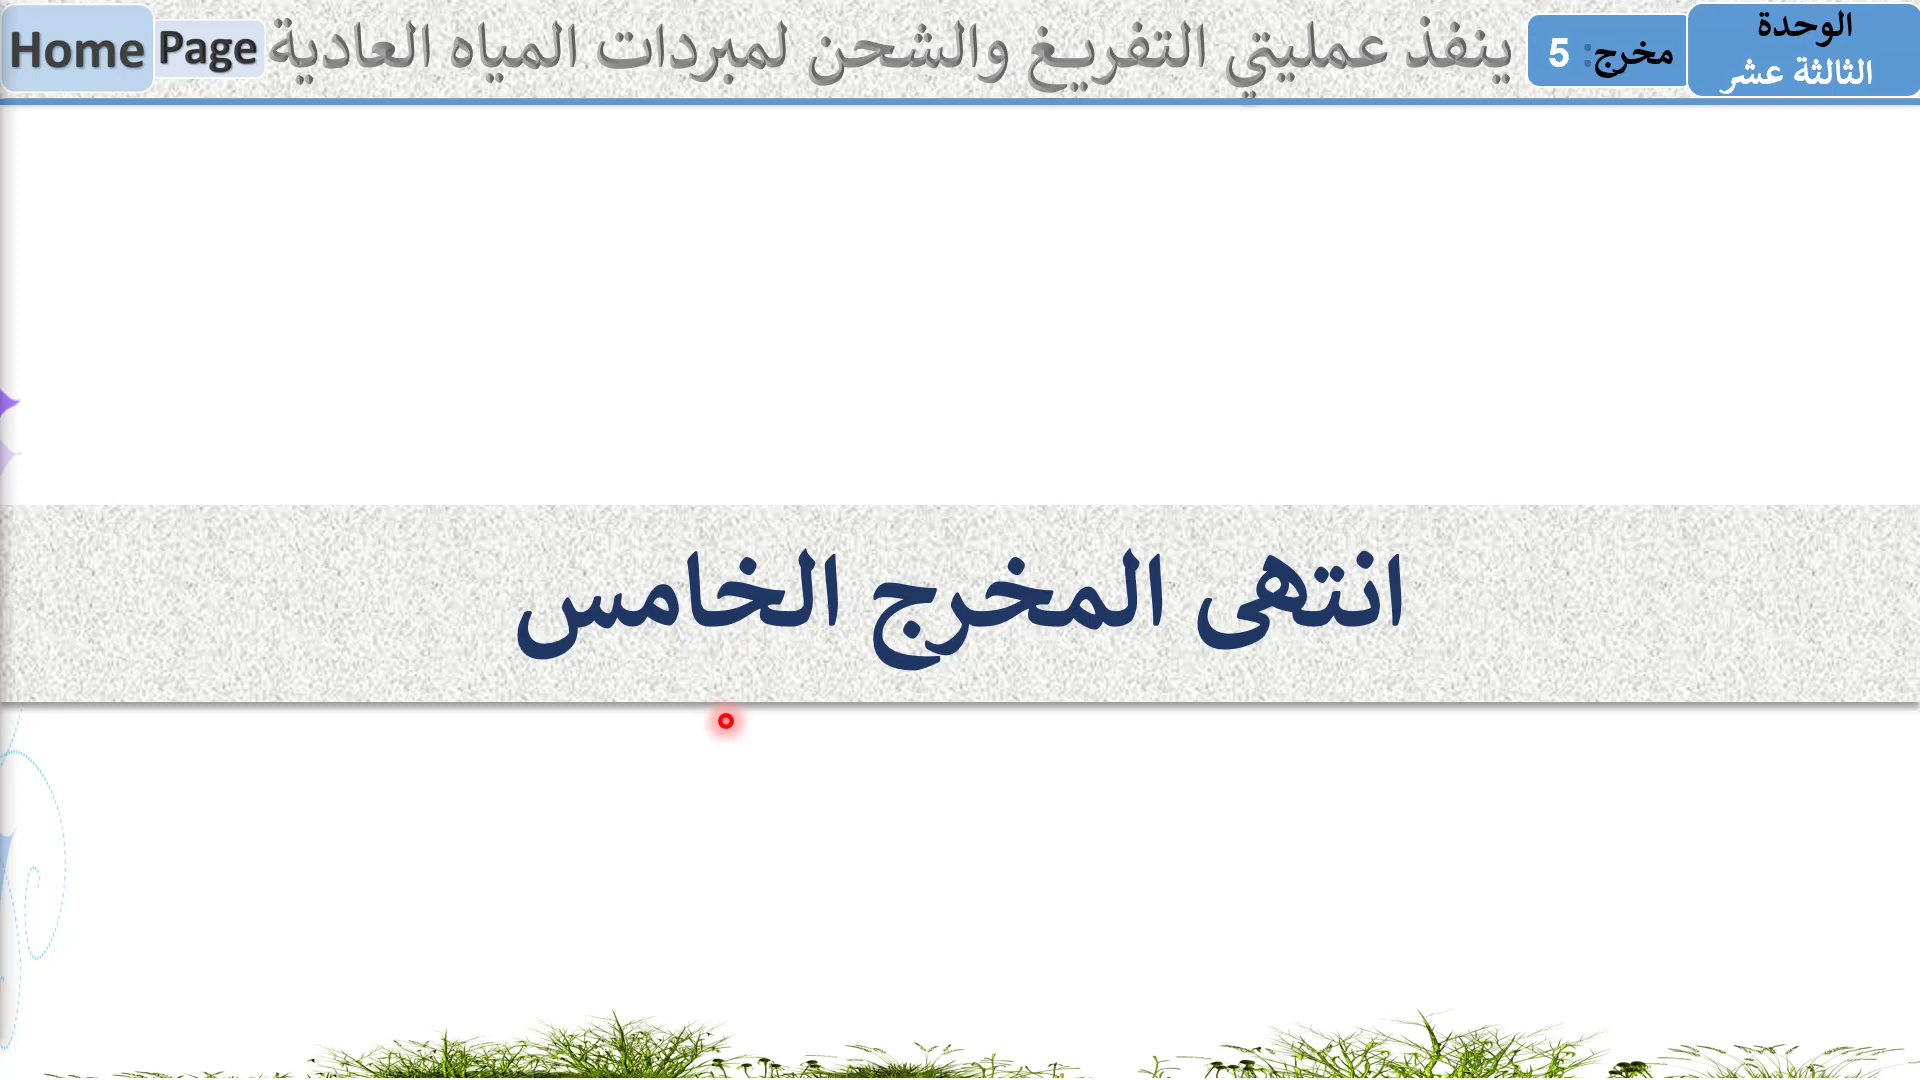 الوحدة
الثالثة عشر
مخرج: 5
ينفذ عمليتي التفريغ والشحن لمبردات المياه العادية
Page
Home
انتهى المخرج الخامس